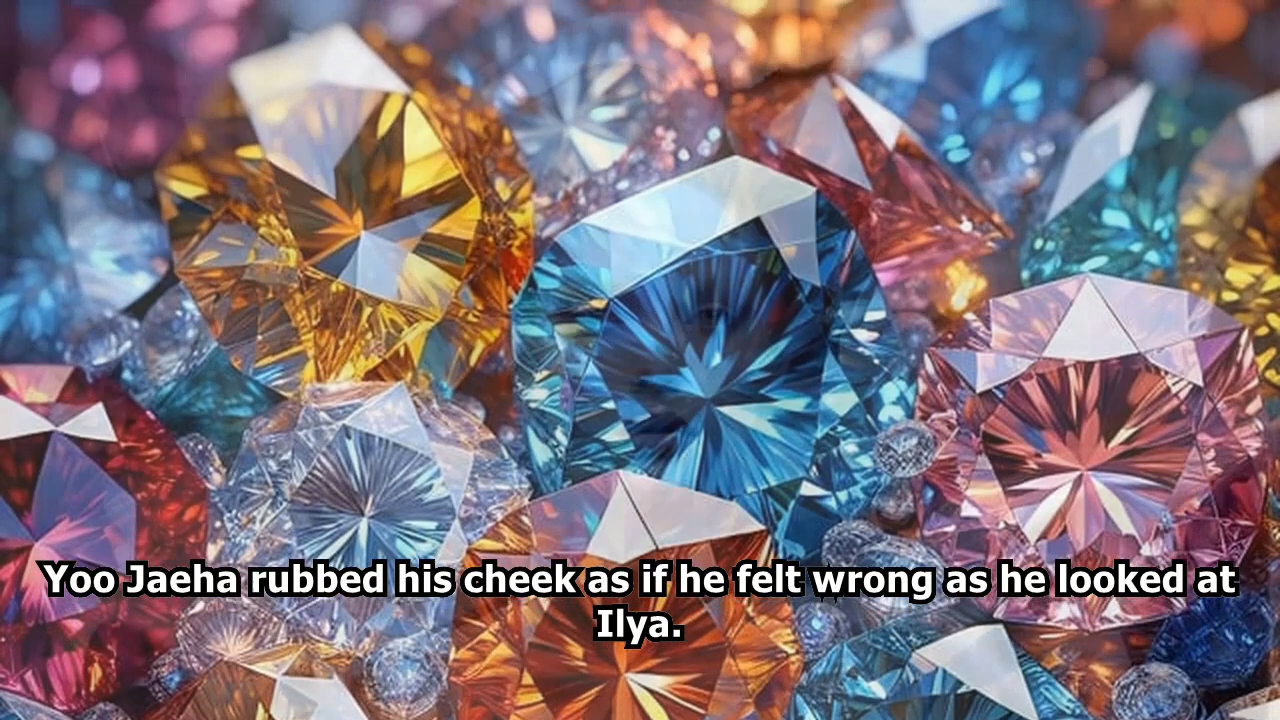 Yoo Jaeha rubbed his cheek as if he felt wrong as he looked at
Ilya.